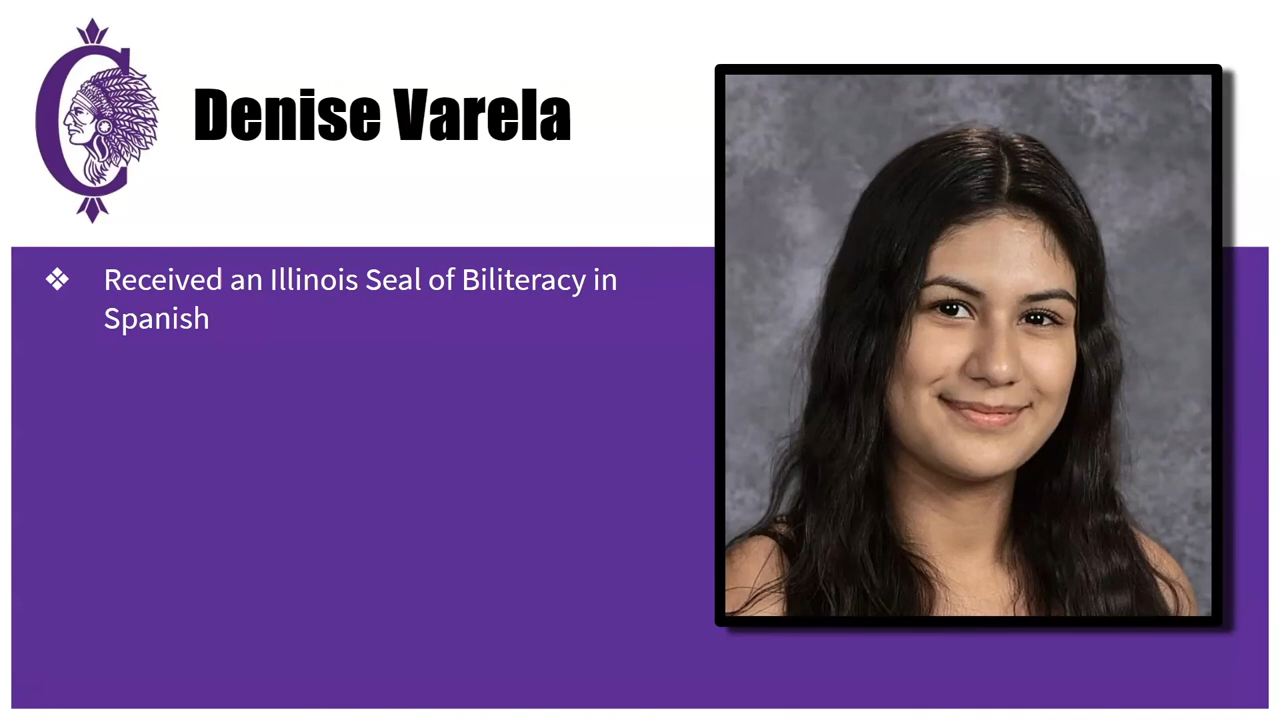 Denise Varela
❖ Received an Illinois Seal of Biliteracy in
Spanish